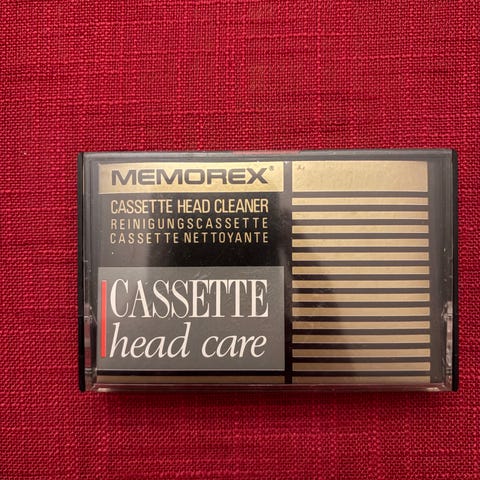 MEMOREX®
CASSETTE HEAD CLEANER
REINIGUNGSCASSETTE
CASSETTE NETTOYANTE
CASSETTE
head care